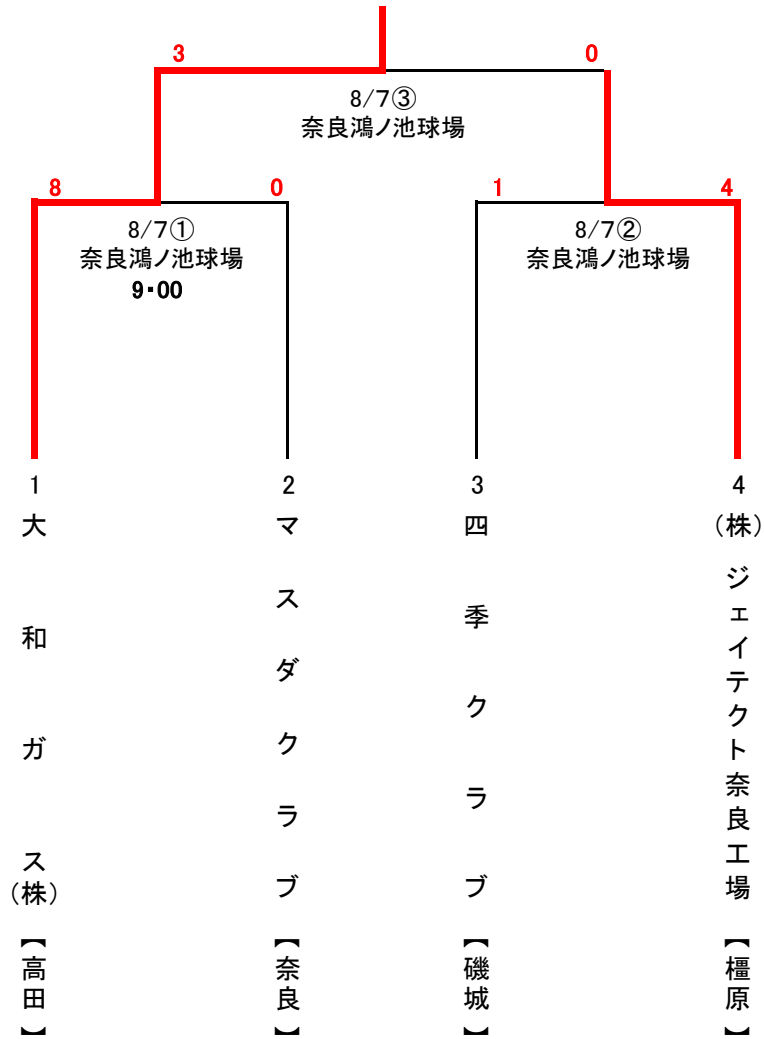 3
0
8/7③
奈良鴻ノ池球場
8
0
1
4
8/7①
奈良鴻ノ池球場
9・00
8/7②
奈良鴻ノ池球場
1
大和ガス(株)
【高田】
2
マスダクラブ
【奈良】
3
四季クラブ
【磯城】
4
(株)ジェイテクト奈良工場
【橿原】